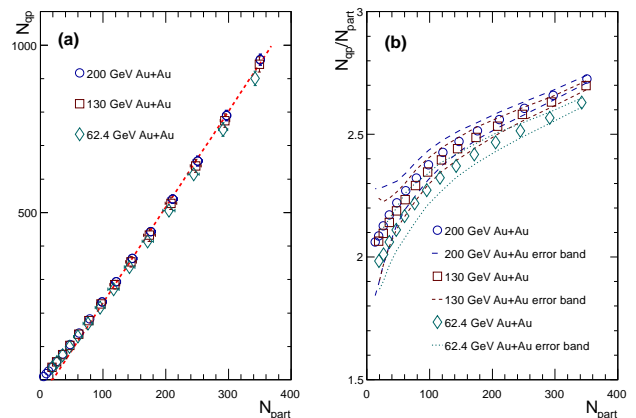 N_qp
1000
500
(a)
200 GeV Au+Au
130 GeV Au+Au
62.4 GeV Au+Au
0 100 200 300 400
N_part
N_qp/N_part
3
2.5
2
1.5
(b)
200 GeV Au+Au
200 GeV Au+Au error band
130 GeV Au+Au
130 GeV Au+Au error band
62.4 GeV Au+Au
62.4 GeV Au+Au error band
0 100 200 300 400
N_part